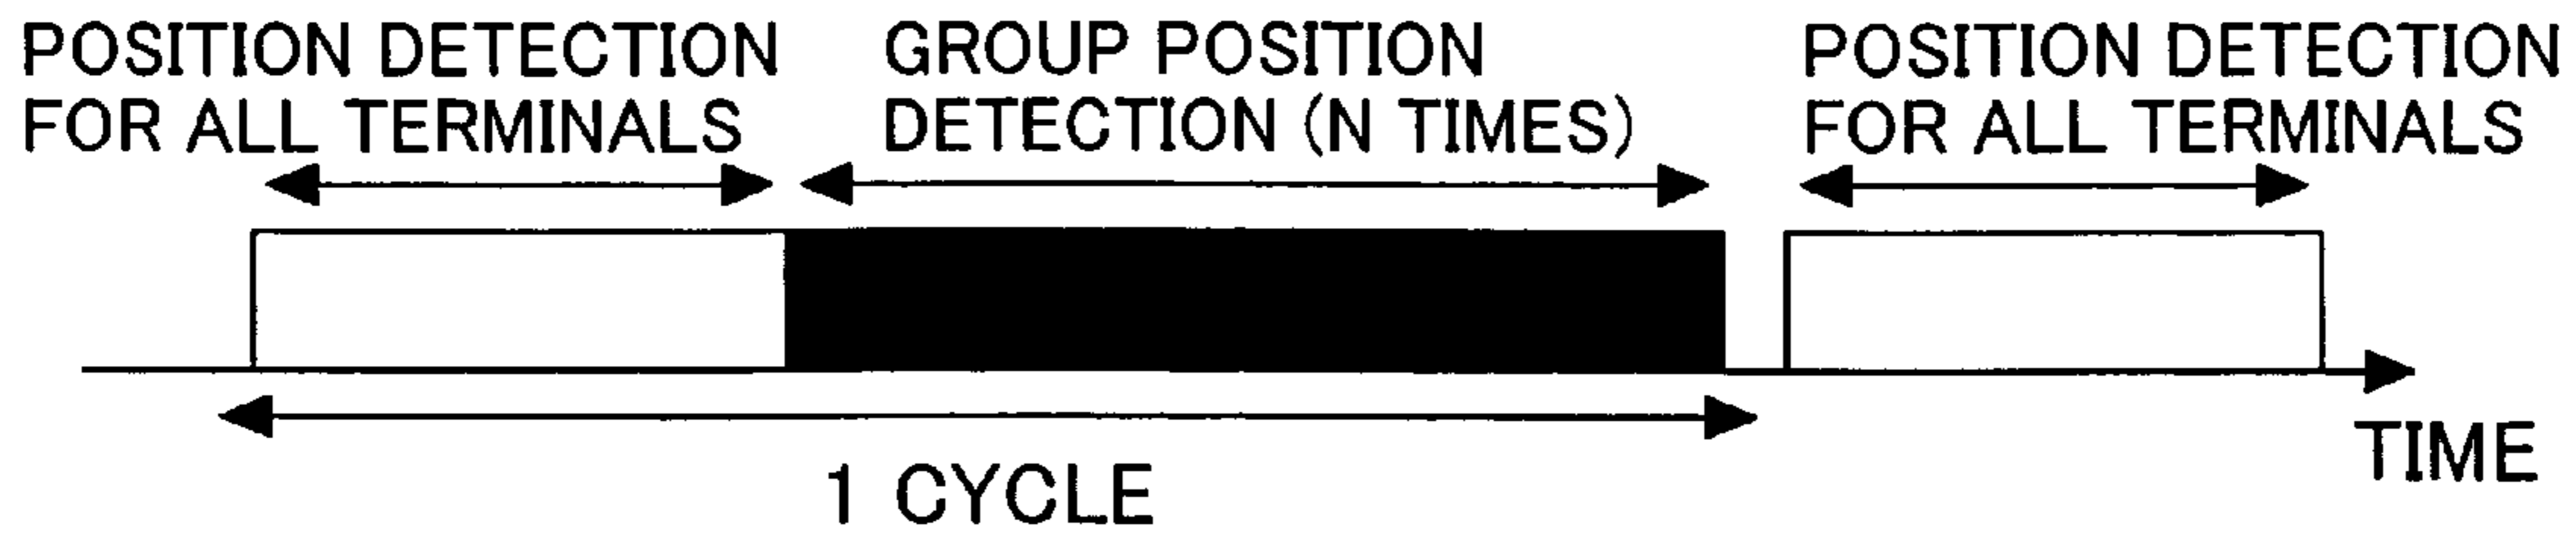 POSITION DETECTION
FOR ALL TERMINALS
GROUP POSITION
DETECTION (N TIMES)
POSITION DETECTION
FOR ALL TERMINALS
TIME
1 CYCLE